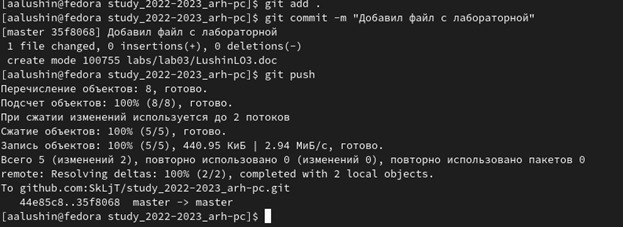 [aalushin@fedora study_2022-2023_arh-pc]$ git add .
[aalushin@fedora study_2022-2023_arh-pc]$ git commit -m "Добавил файл с лабораторной"
[master 35f8068] Добавил файл с лабораторной
 1 file changed, 0 insertions(+), 0 deletions(-)
 create mode 100755 labs/lab03/LushinLO3.doc
[aalushin@fedora study_2022-2023_arh-pc]$ git push
Перечисление объектов: 8, готово.
Подсчет объектов: 100% (8/8), готово.
При сжатии изменений используется до 2 потоков
Сжатие объектов: 100% (5/5), готово.
Запись объектов: 100% (5/5), 440.95 КиБ | 2.94 МиБ/с, готово.
Всего 5 (изменений 2), повторно использовано 0 (изменений 0), повторно использовано пакетов 0
remote: Resolving deltas: 100% (2/2), completed with 2 local objects.
To github.com:SkLjT/study_2022-2023_arh-pc.git
   44e85c8..35f8068  master -> master
[aalushin@fedora study_2022-2023_arh-pc]$